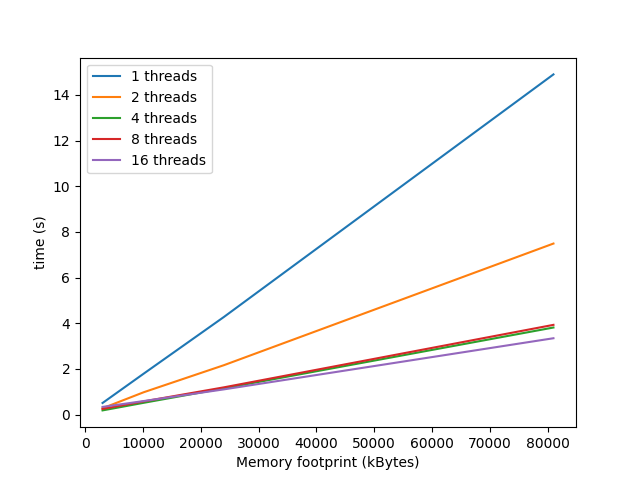 1 threads
2 threads
4 threads
8 threads
16 threads
time (s)
14
12
10
8
6
4
2
0
0 10000 20000 30000 40000 50000 60000 70000 80000
Memory footprint (kBytes)